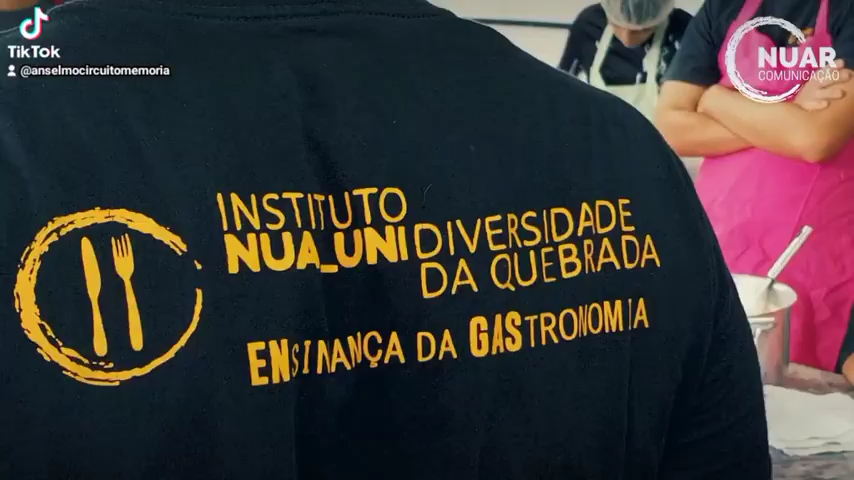 TikTok
@anselmocircuitomemoria
NUAR
COMUNICAÇÃO
INSTITUTO
NUA_UNI DIVERSIDADE
DA QUEBRADA
ENSINANÇA DA GASTRONOMIA